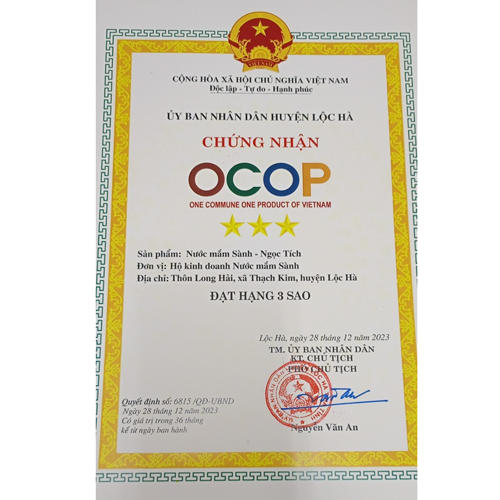 CỘNG HÒA XÃ HỘI CHỦ NGHĨA VIỆT NAM
Độc lập - Tự do - Hạnh phúc
ỦY BAN NHÂN DÂN HUYỆN LỘC HÀ
CHỨNG NHẬN
OCOP
ONE COMMUNE ONE PRODUCT OF VIETNAM
Sản phẩm: Nước mắm Sành - Ngọc Tích
Đơn vị: Hộ kinh doanh Nước mắm Sành
Địa chỉ: Thôn Long Hải, xã Thạch Kim, huyện Lộc Hà
ĐẠT HẠNG 3 SAO
Lộc Hà, ngày 28 tháng 12 năm 2023
TM. ỦY BAN NHÂN DÂN
KT. CHỦ TỊCH
PHÓ CHỦ TỊCH
Quyết định số: 6815 /QĐ-UBND
Ngày 28 tháng 12 năm 2023
Có giá trị trong 36 tháng
kể từ ngày ban hành
Nguyễn Văn An